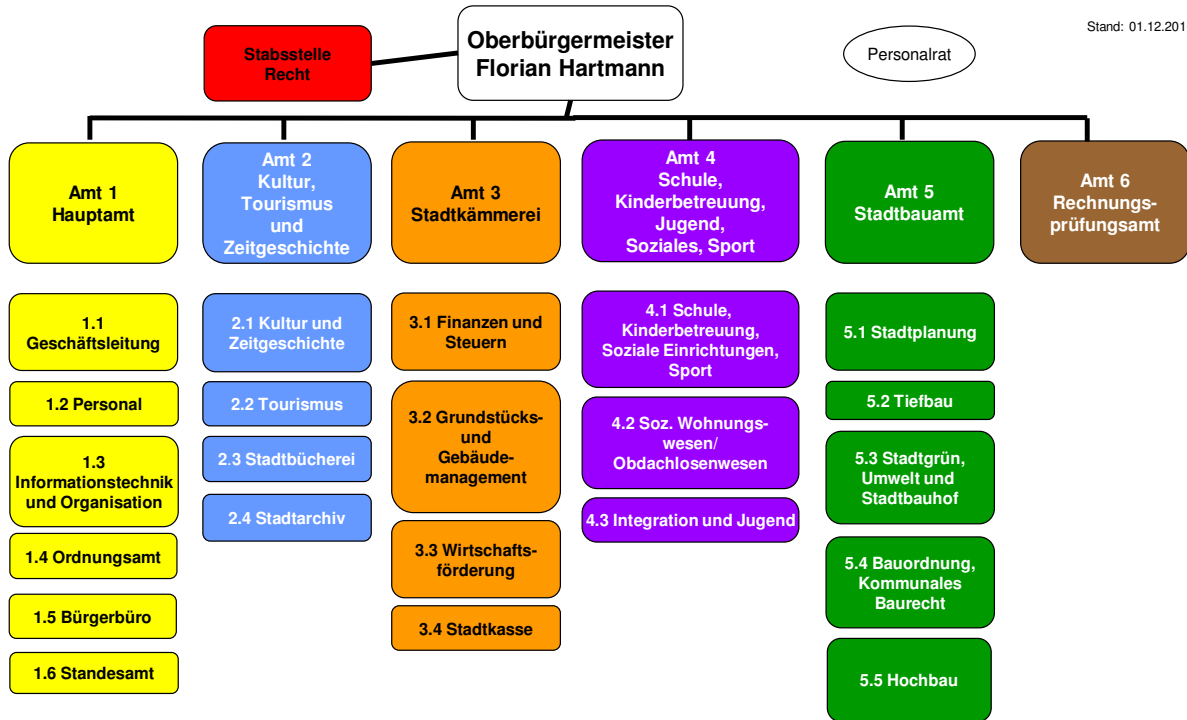 Stabsstelle
Recht
Oberbürgermeister
Florian Hartmann
Personalrat
Stand: 01.12.201
Amt 1
Hauptamt
Amt 2
Kultur,
Tourismus
und
Zeitgeschichte
Amt 3
Stadtkämmerei
Amt 4
Schule,
Kinderbetreuung,
Jugend,
Soziales, Sport
Amt 5
Stadtbauamt
Amt 6
Rechnungs-
prüfungsamt
1.1
Geschäftsleitung
1.2 Personal
1.3
Informationstechnik
und Organisation
1.4 Ordnungsamt
1.5 Bürgerbüro
1.6 Standesamt
2.1 Kultur und
Zeitgeschichte
2.2 Tourismus
2.3 Stadtbücherei
2.4 Stadtarchiv
3.1 Finanzen und
Steuern
3.2 Grundstücks-
und
Gebäude-
management
3.3 Wirtschafts-
förderung
3.4 Stadtkasse
4.1 Schule,
Kinderbetreuung,
Soziale Einrichtungen,
Sport
4.2 Soz. Wohnungs-
wesen/
Obdachlosenwesen
4.3 Integration und Jugend
5.1 Stadtplanung
5.2 Tiefbau
5.3 Stadtgrün,
Umwelt und
Stadtbauhof
5.4 Bauordnung,
Kommunales
Baurecht
5.5 Hochbau